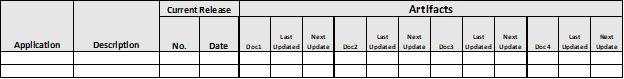 Current Release Artifacts
Application Description No. Date Doc1 Last Updated Next Update Doc2 Last Updated Next Update Doc3 Last Updated Next Update Doc4 Last Updated Next Update